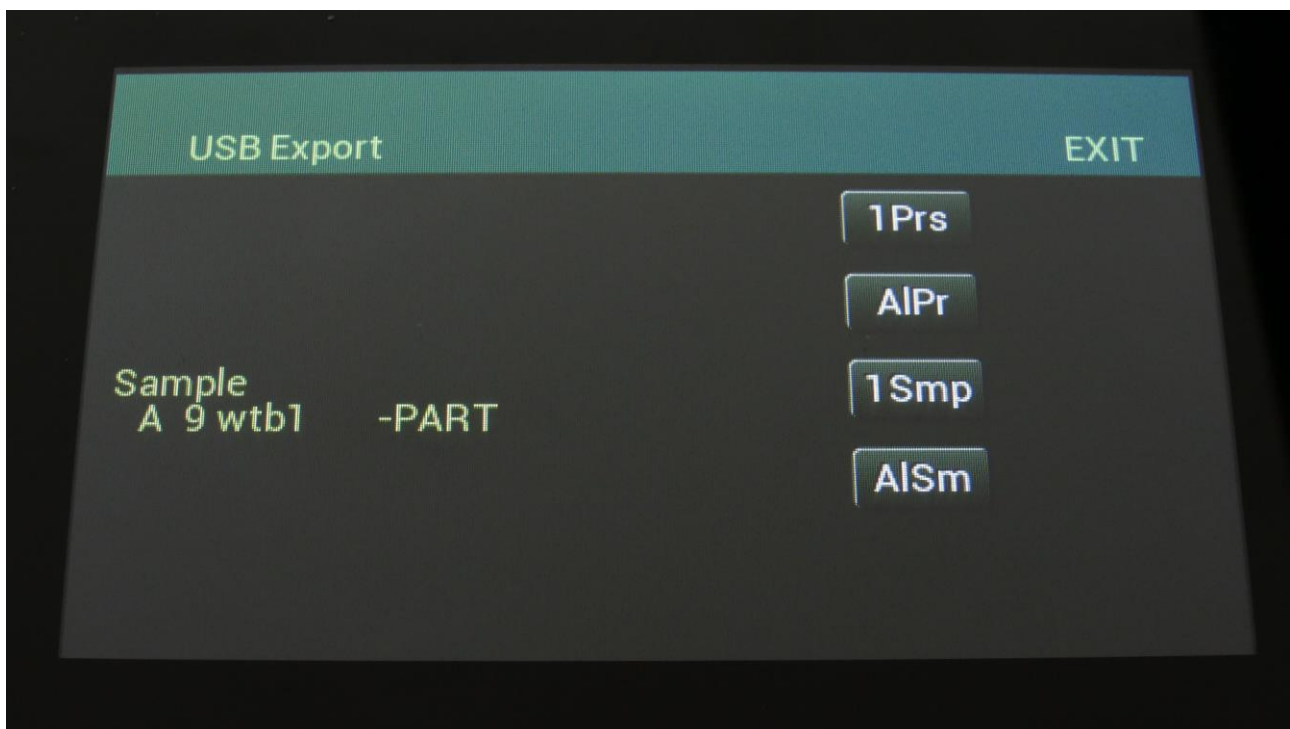 USB Export EXIT
1Prs
AlPr
Sample
1Smp
A 9 wtb1 -PART
AlSm